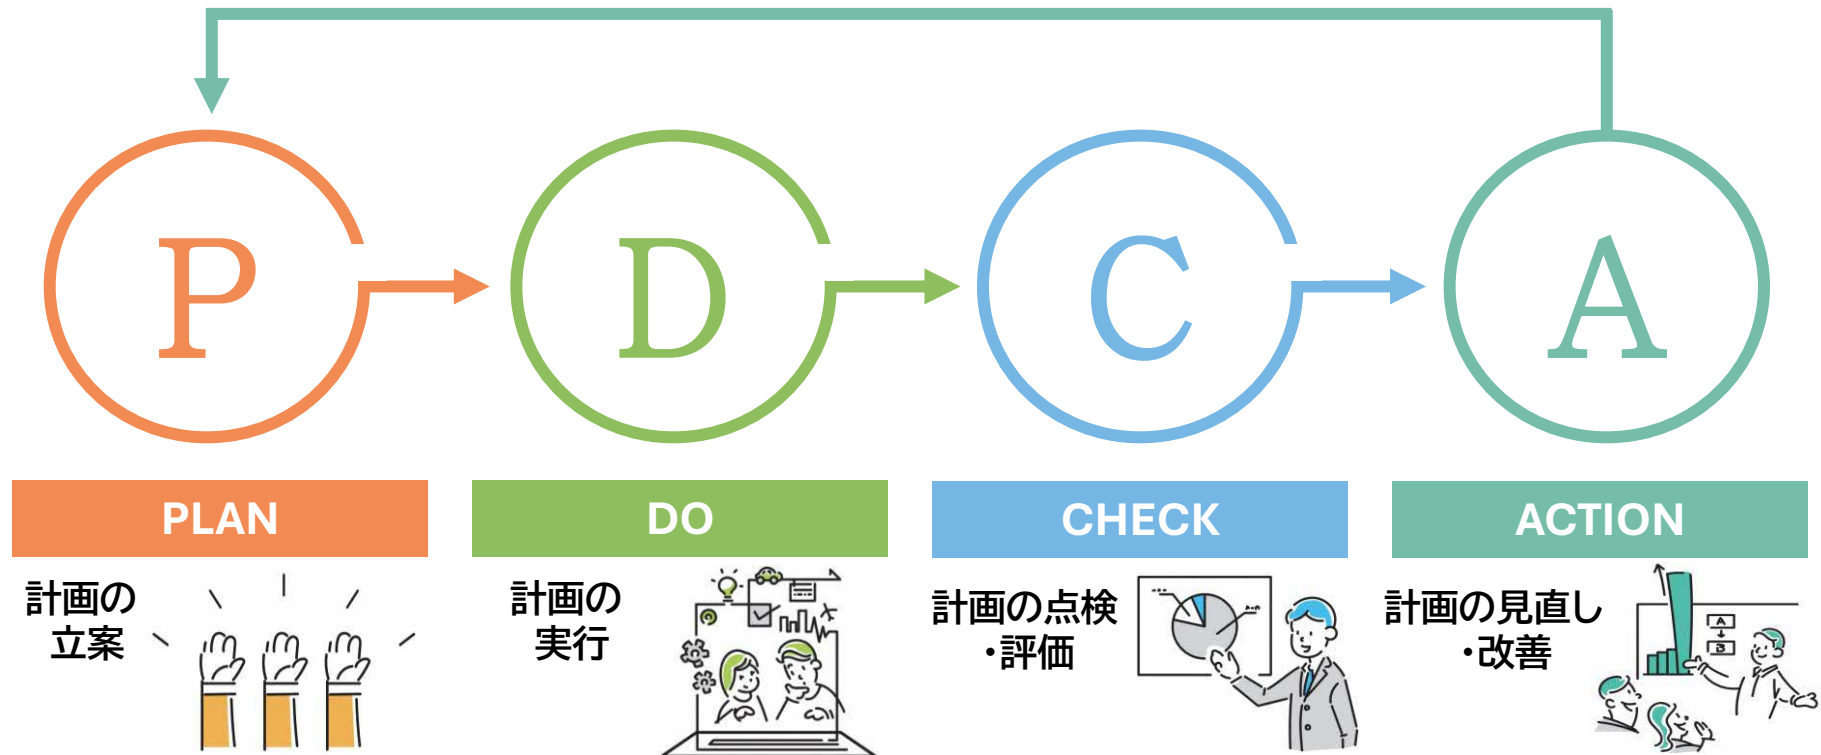 P
D
C
A
PLAN
DO
CHECK
ACTION
計画の
立案
計画の
実行
計画の点検
・評価
計画の見直し
・改善
A
B